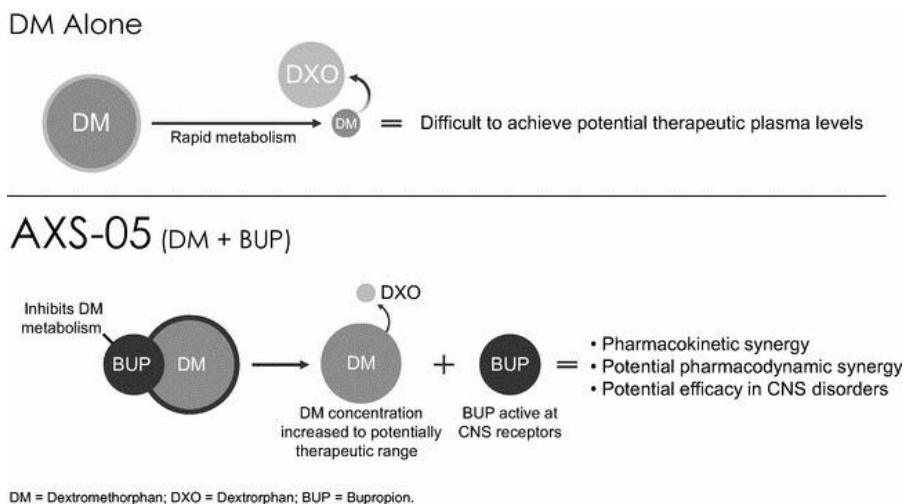 DM Alone
DXO
DM
DM
Rapid metabolism
= Difficult to achieve potential therapeutic plasma levels
AXS-05 (DM + BUP)
Inhibits DM
metabolism
BUP
DM
DXO
DM
+
BUP
=
• Pharmacokinetic synergy
• Potential pharmacodynamic synergy
• Potential efficacy in CNS disorders
DM concentration
increased to potentially
therapeutic range
BUP active at
CNS receptors
DM = Dextromethorphan; DXO = Dextrorphan; BUP = Bupropion.